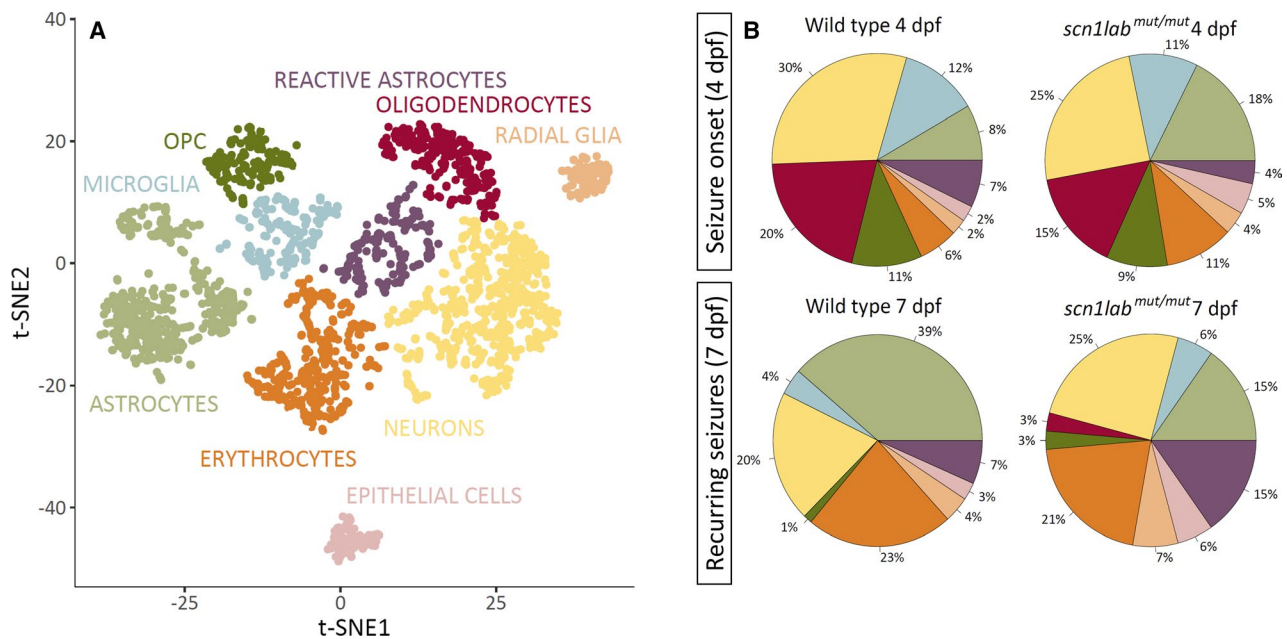 A
40
20
0
-20
-40
t-SNE2
-25
0
25
t-SNE1
REACTIVE ASTROCYTES
OLIGODENDROCYTES
OPC
RADIAL GLIA
MICROGLIA
ASTROCYTES
NEURONS
ERYTHROCYTES
EPITHELIAL CELLS
B
Seizure onset (4 dpf)
Wild type 4 dpf
30%
12%
8%
7%
2%
2%
6%
11%
20%
scn1lab mut/mut 4 dpf
11%
25%
18%
4%
5%
4%
11%
9%
15%
Recurring seizures (7 dpf)
Wild type 7 dpf
39%
4%
20%
7%
3%
4%
1%
23%
scn1lab mut/mut 7 dpf
25%
6%
15%
3%
3%
15%
21%
6%
7%